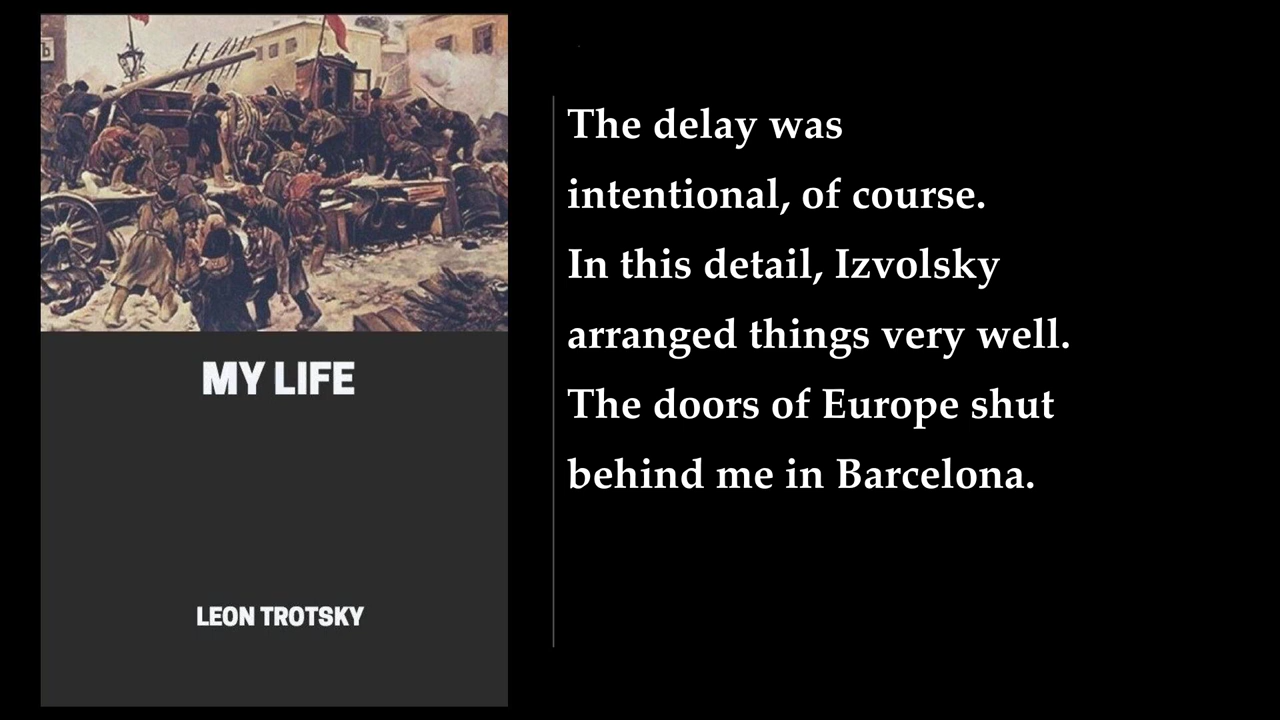 MY LIFE
LEON TROTSKY
The delay was
intentional, of course.
In this detail, Izvolsky
arranged things very well.
The doors of Europe shut
behind me in Barcelona.